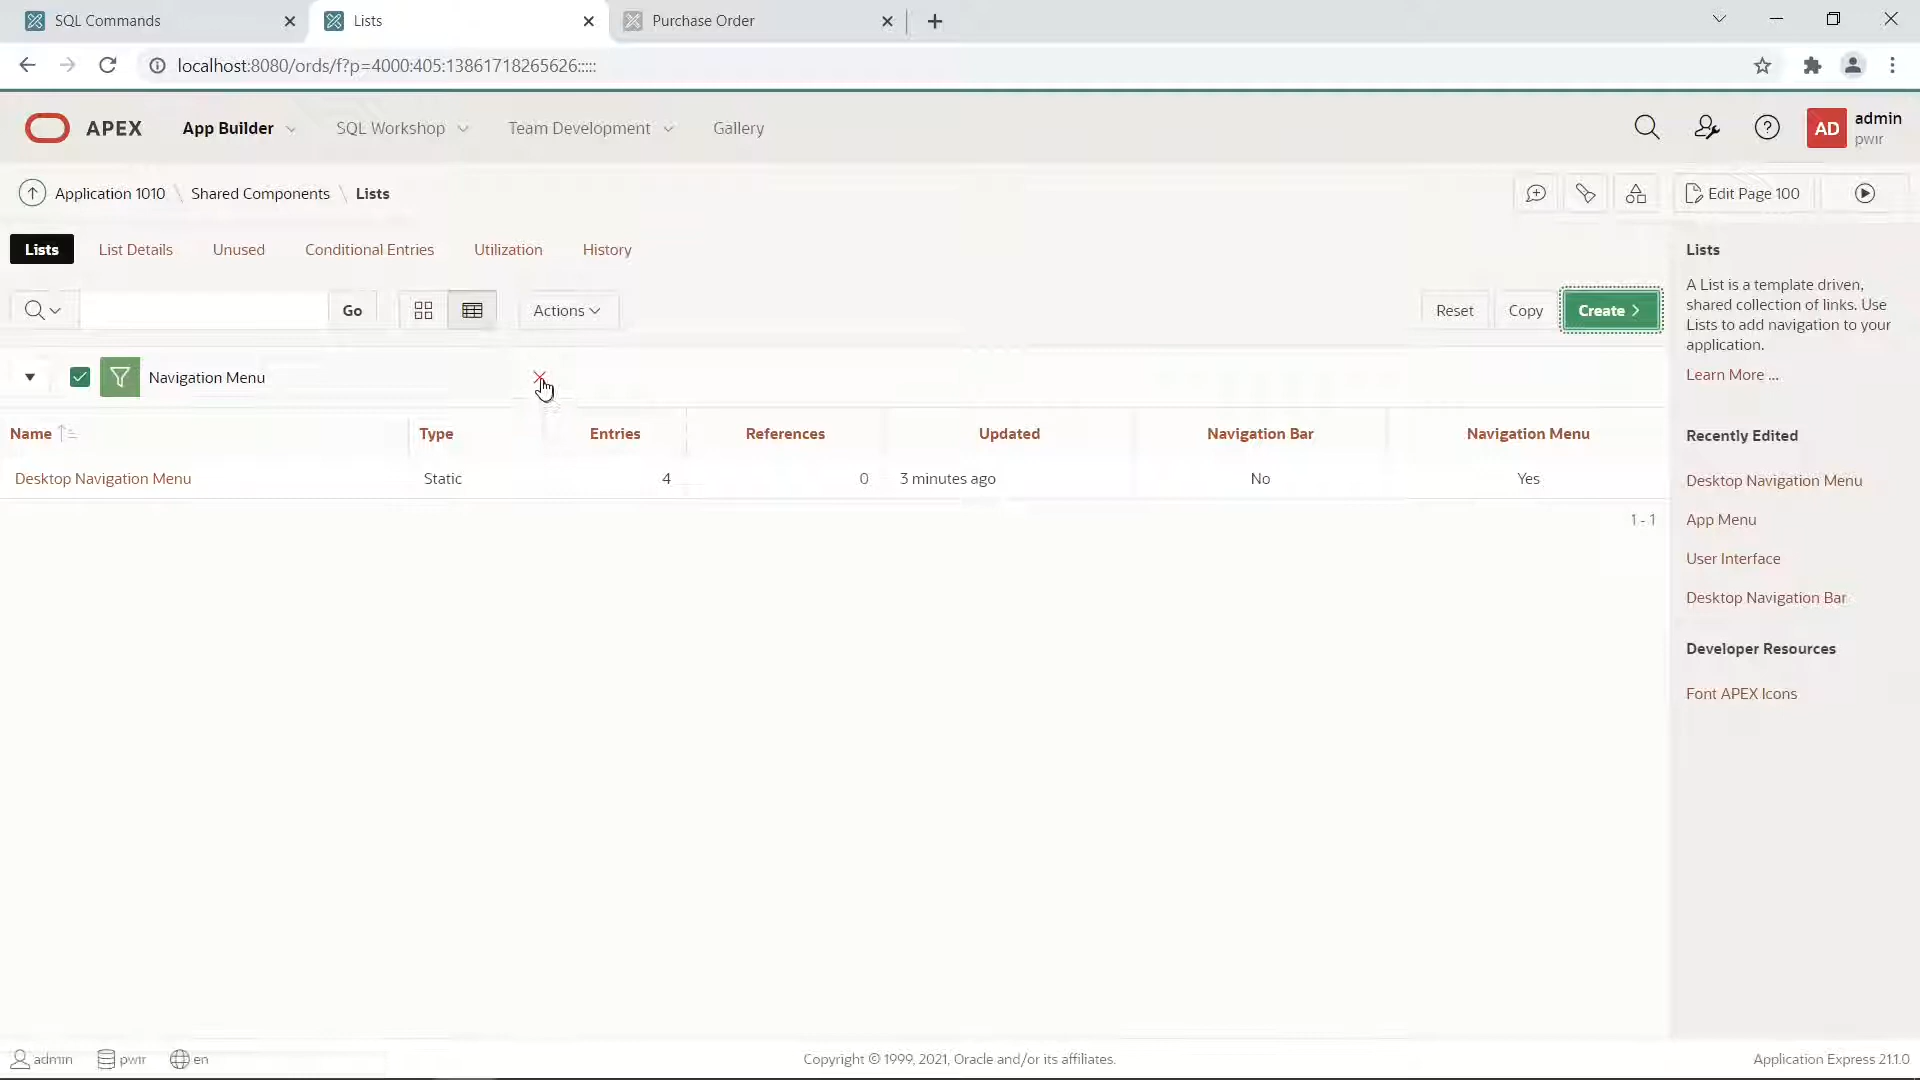 SQL Commands
Lists
Purchase Order
localhost:8080/ords/f?p=4000:405:13861718265626:::::
APEX
App Builder
SQL Workshop
Team Development
Gallery
AD
admin
pwir
Application 1010 \ Shared Components \ Lists
Edit Page 100
Lists
List Details
Unused
Conditional Entries
Utilization
History
Go
Actions
Reset
Copy
Create
Navigation Menu
Name
Type
Entries
References
Updated
Navigation Bar
Navigation Menu
Desktop Navigation Menu
Static
4
0
3 minutes ago
No
Yes
1 - 1
Lists
A List is a template driven,
shared collection of links. Use
Lists to add navigation to your
application.
Learn More ...
Recently Edited
Desktop Navigation Menu
App Menu
User Interface
Desktop Navigation Bar
Developer Resources
Font APEX Icons
admin
pwir
en
Copyright © 1999, 2021, Oracle and/or its affiliates.
Application Express 21.1.0